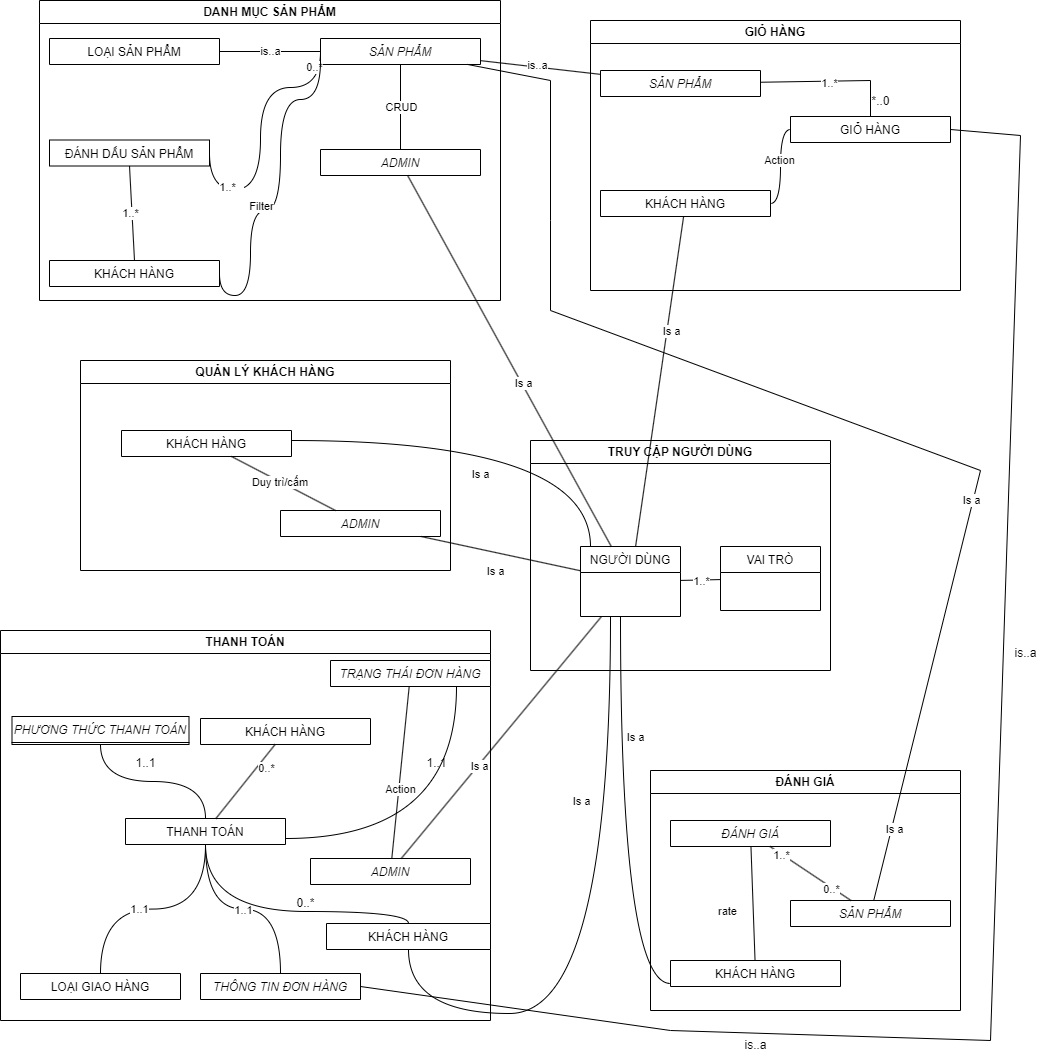 DANH MỤC SẢN PHẨM
LOẠI SẢN PHẨM
is..a
SẢN PHẨM
0..*
CRUD
ĐÁNH DẤU SẢN PHẨM
ADMIN
1..*
Filter
1..*
KHÁCH HÀNG
is..a
GIỎ HÀNG
SẢN PHẨM
1..*
*..0
GIỎ HÀNG
Action
KHÁCH HÀNG
Is a
Is a
QUẢN LÝ KHÁCH HÀNG
KHÁCH HÀNG
Duy trì/cấm
ADMIN
Is a
Is a
TRUY CẬP NGƯỜI DÙNG
NGƯỜI DÙNG
1..*
VAI TRÒ
Is a
is..a
THANH TOÁN
TRẠNG THÁI ĐƠN HÀNG
PHƯƠNG THỨC THANH TOÁN
KHÁCH HÀNG
1..1
0..*
1..1
Is a
Action
THANH TOÁN
ADMIN
0..*
1..1
1..1
KHÁCH HÀNG
LOẠI GIAO HÀNG
THÔNG TIN ĐƠN HÀNG
Is a
Is a
ĐÁNH GIÁ
ĐÁNH GIÁ
Is a
1..*
0..*
rate
SẢN PHẨM
KHÁCH HÀNG
is..a